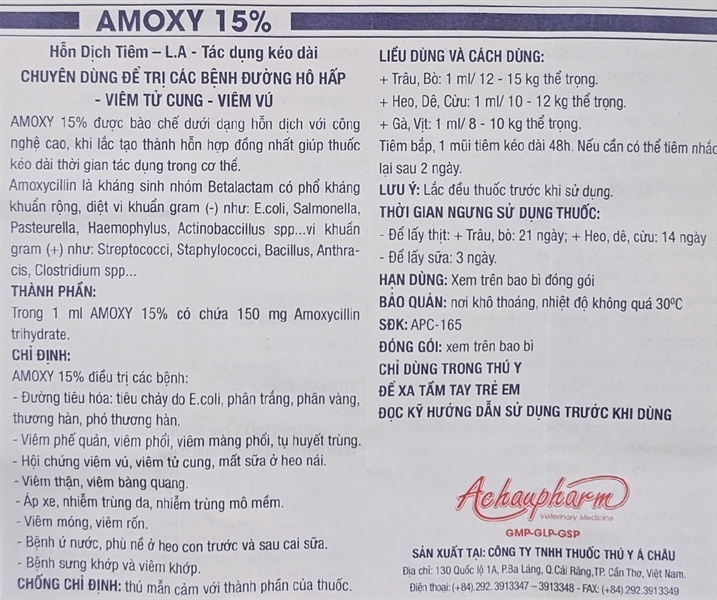 AMOXY 15%
Hỗn Dịch Tiêm – L.A - Tác dụng kéo dài
CHUYÊN DÙNG ĐỂ TRỊ CÁC BỆNH ĐƯỜNG HÔ HẤP
- VIÊM TỬ CUNG - VIÊM VÚ
AMOXY 15% được bào chế dưới dạng hỗn dịch với công
nghệ cao, khi lắc tạo thành hỗn hợp đồng nhất giúp thuốc
kéo dài thời gian tác dụng trong cơ thể.
Amoxycillin là kháng sinh nhóm Betalactam có phổ kháng
khuẩn rộng, diệt vi khuẩn gram (-) như: E.coli, Salmonella,
Pasteurella, Haemophylus, Actinobaccillus spp...vi khuẩn
gram (+) như: Streptococci, Staphylococci, Bacillus, Anthra-
cis, Clostridium spp...
THÀNH PHẦN:
Trong 1 ml AMOXY 15% có chứa 150 mg Amoxycillin
trihydrate.
CHỈ ĐỊNH:
AMOXY 15% điều trị các bệnh:
- Đường tiêu hóa: tiêu chảy do E.coli, phân trắng, phân vàng,
thương hàn, phó thương hàn.
- Viêm phế quản, viêm phổi, viêm màng phổi, tụ huyết trùng.
- Hội chứng viêm vú, viêm tử cung, mất sữa ở heo nái.
- Viêm thận, viêm bàng quang.
- Áp xe, nhiễm trùng da, nhiễm trùng mô mềm.
- Viêm móng, viêm rốn.
- Bệnh ứ nước, phù nề ở heo con trước và sau cai sữa.
- Bệnh sưng khớp và viêm khớp.
CHỐNG CHỈ ĐỊNH: thú mẫn cảm với thành phần của thuốc.
LIỀU DÙNG VÀ CÁCH DÙNG:
+ Trâu, Bò: 1 ml/ 12 - 15 kg thể trọng.
+ Heo, Dê, Cừu: 1 ml/ 10 - 12 kg thể trọng.
+ Gà, Vịt: 1 ml/ 8 - 10 kg thể trọng.
Tiêm bắp, 1 mũi tiêm kéo dài 48h. Nếu cần có thể tiêm nhắc
lại sau 2 ngày.
LƯU Ý: Lắc đều thuốc trước khi sử dụng.
THỜI GIAN NGƯNG SỬ DỤNG THUỐC:
- Để lấy thịt: + Trâu, bò: 21 ngày; + Heo, dê, cừu: 14 ngày
- Để lấy sữa: 3 ngày.
HẠN DÙNG: Xem trên bao bì đóng gói
BẢO QUẢN: nơi khô thoáng, nhiệt độ không quá 30ºC
SĐK: APC-165
ĐÓNG GÓI: xem trên bao bì
CHỈ DÙNG TRONG THÚ Y
ĐỂ XA TẦM TAY TRẺ EM
ĐỌC KỸ HƯỚNG DẪN SỬ DỤNG TRƯỚC KHI DÙNG
Achaupharm
Veterinary Medicine
GMP-GLP-GSP
SẢN XUẤT TẠI: CÔNG TY TNHH THUỐC THÚ Y Á CHÂU
Địa chỉ: 130 Quốc lộ 1A, P.Ba Láng, Q.Cái Răng,TP. Cần Thơ, Việt Nam.
Điện thoại: (+84).292. 3913347 – 3913348 - FAX: (+84).292.3913349